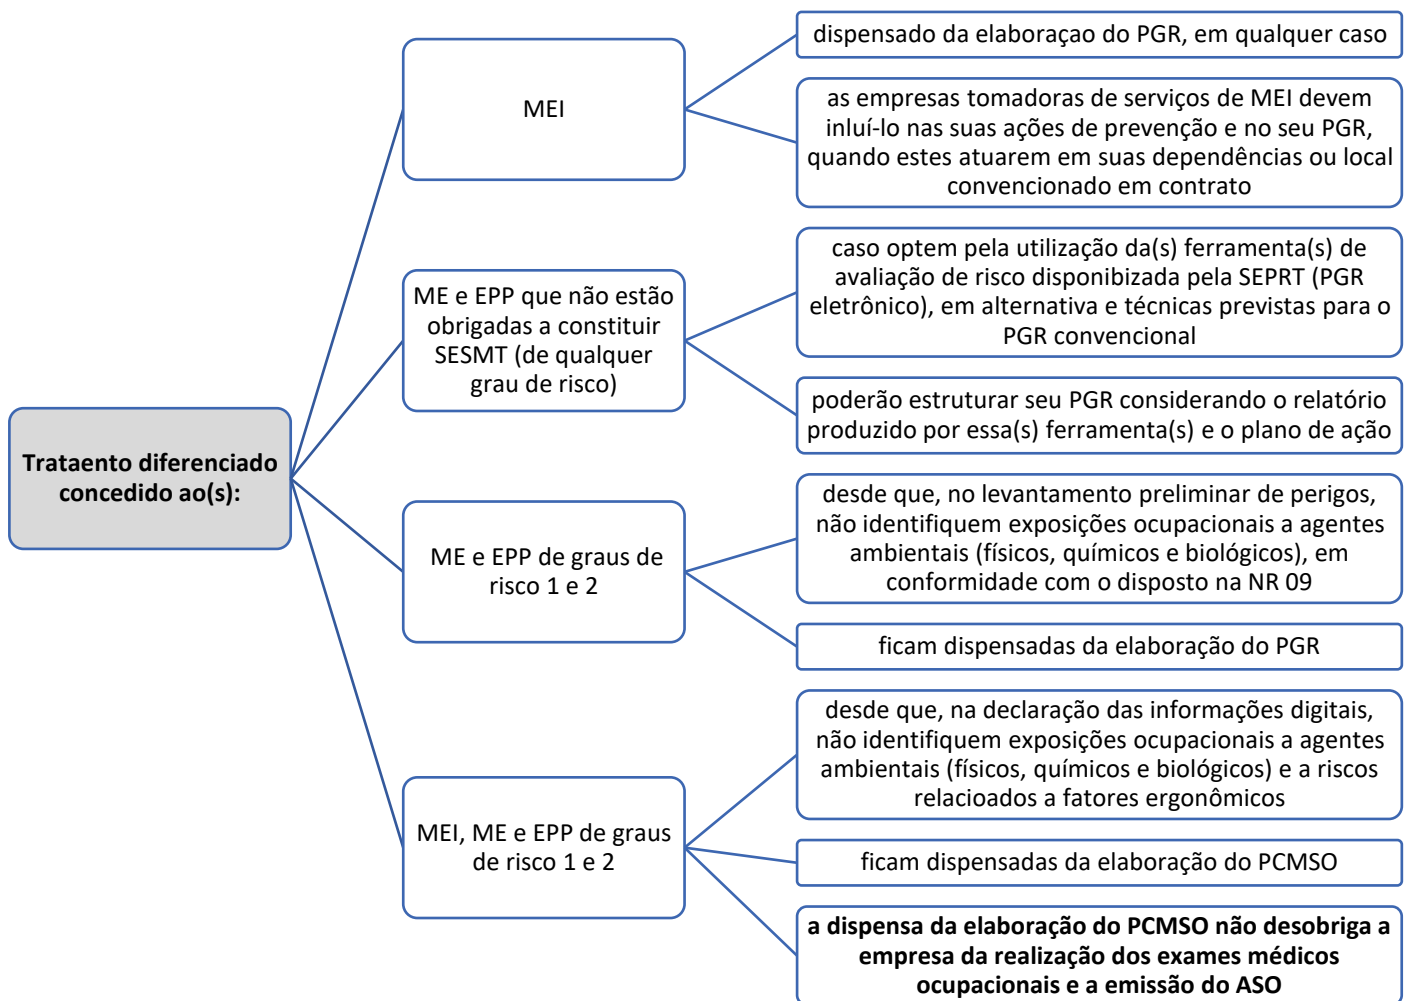 Trataento diferenciado
concedido ao(s):
MEI
dispensado da elaboraçao do PGR, em qualquer caso
as empresas tomadoras de serviços de MEI devem
inluí-lo nas suas ações de prevenção e no seu PGR,
quando estes atuarem em suas dependências ou local
convencionado em contrato
ME e EPP que não estão
obrigadas a constituir
SESMT (de qualquer
grau de risco)
caso optem pela utilização da(s) ferramenta(s) de
avaliação de risco disponibizada pela SEPRT (PGR
eletrônico), em alternativa e técnicas previstas para o
PGR convencional
poderão estruturar seu PGR considerando o relatório
produzido por essa(s) ferramenta(s) e o plano de ação
ME e EPP de graus de
risco 1 e 2
desde que, no levantamento preliminar de perigos,
não identifiquem exposições ocupacionais a agentes
ambientais (físicos, químicos e biológicos), em
conformidade com o disposto na NR 09
ficam dispensadas da elaboração do PGR
MEI, ME e EPP de graus
de risco 1 e 2
desde que, na declaração das informações digitais,
não identifiquem exposições ocupacionais a agentes
ambientais (físicos, químicos e biológicos) e a riscos
relacioados a fatores ergonômicos
ficam dispensadas da elaboração do PCMSO
a dispensa da elaboração do PCMSO não desobriga a
empresa da realização dos exames médicos
ocupacionais e a emissão do ASO